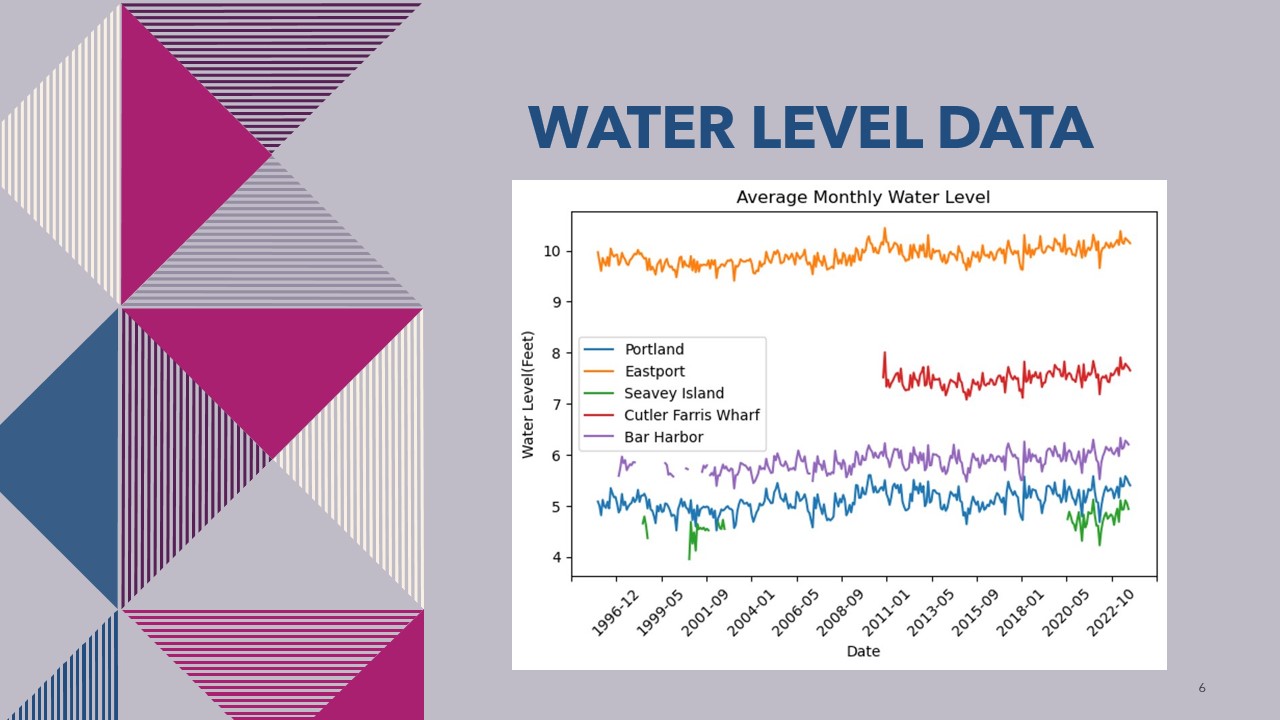 WATER LEVEL DATA
Average Monthly Water Level
Water Level(Feet)
10
9
8
7
6
5
4
Portland
Eastport
Seavey Island
Cutler Farris Wharf
Bar Harbor
1996-12
1999-05
2001-09
2004-01
2006-05
2008-09
2011-01
2013-05
2015-09
2018-01
2020-05
2022-10
Date
6